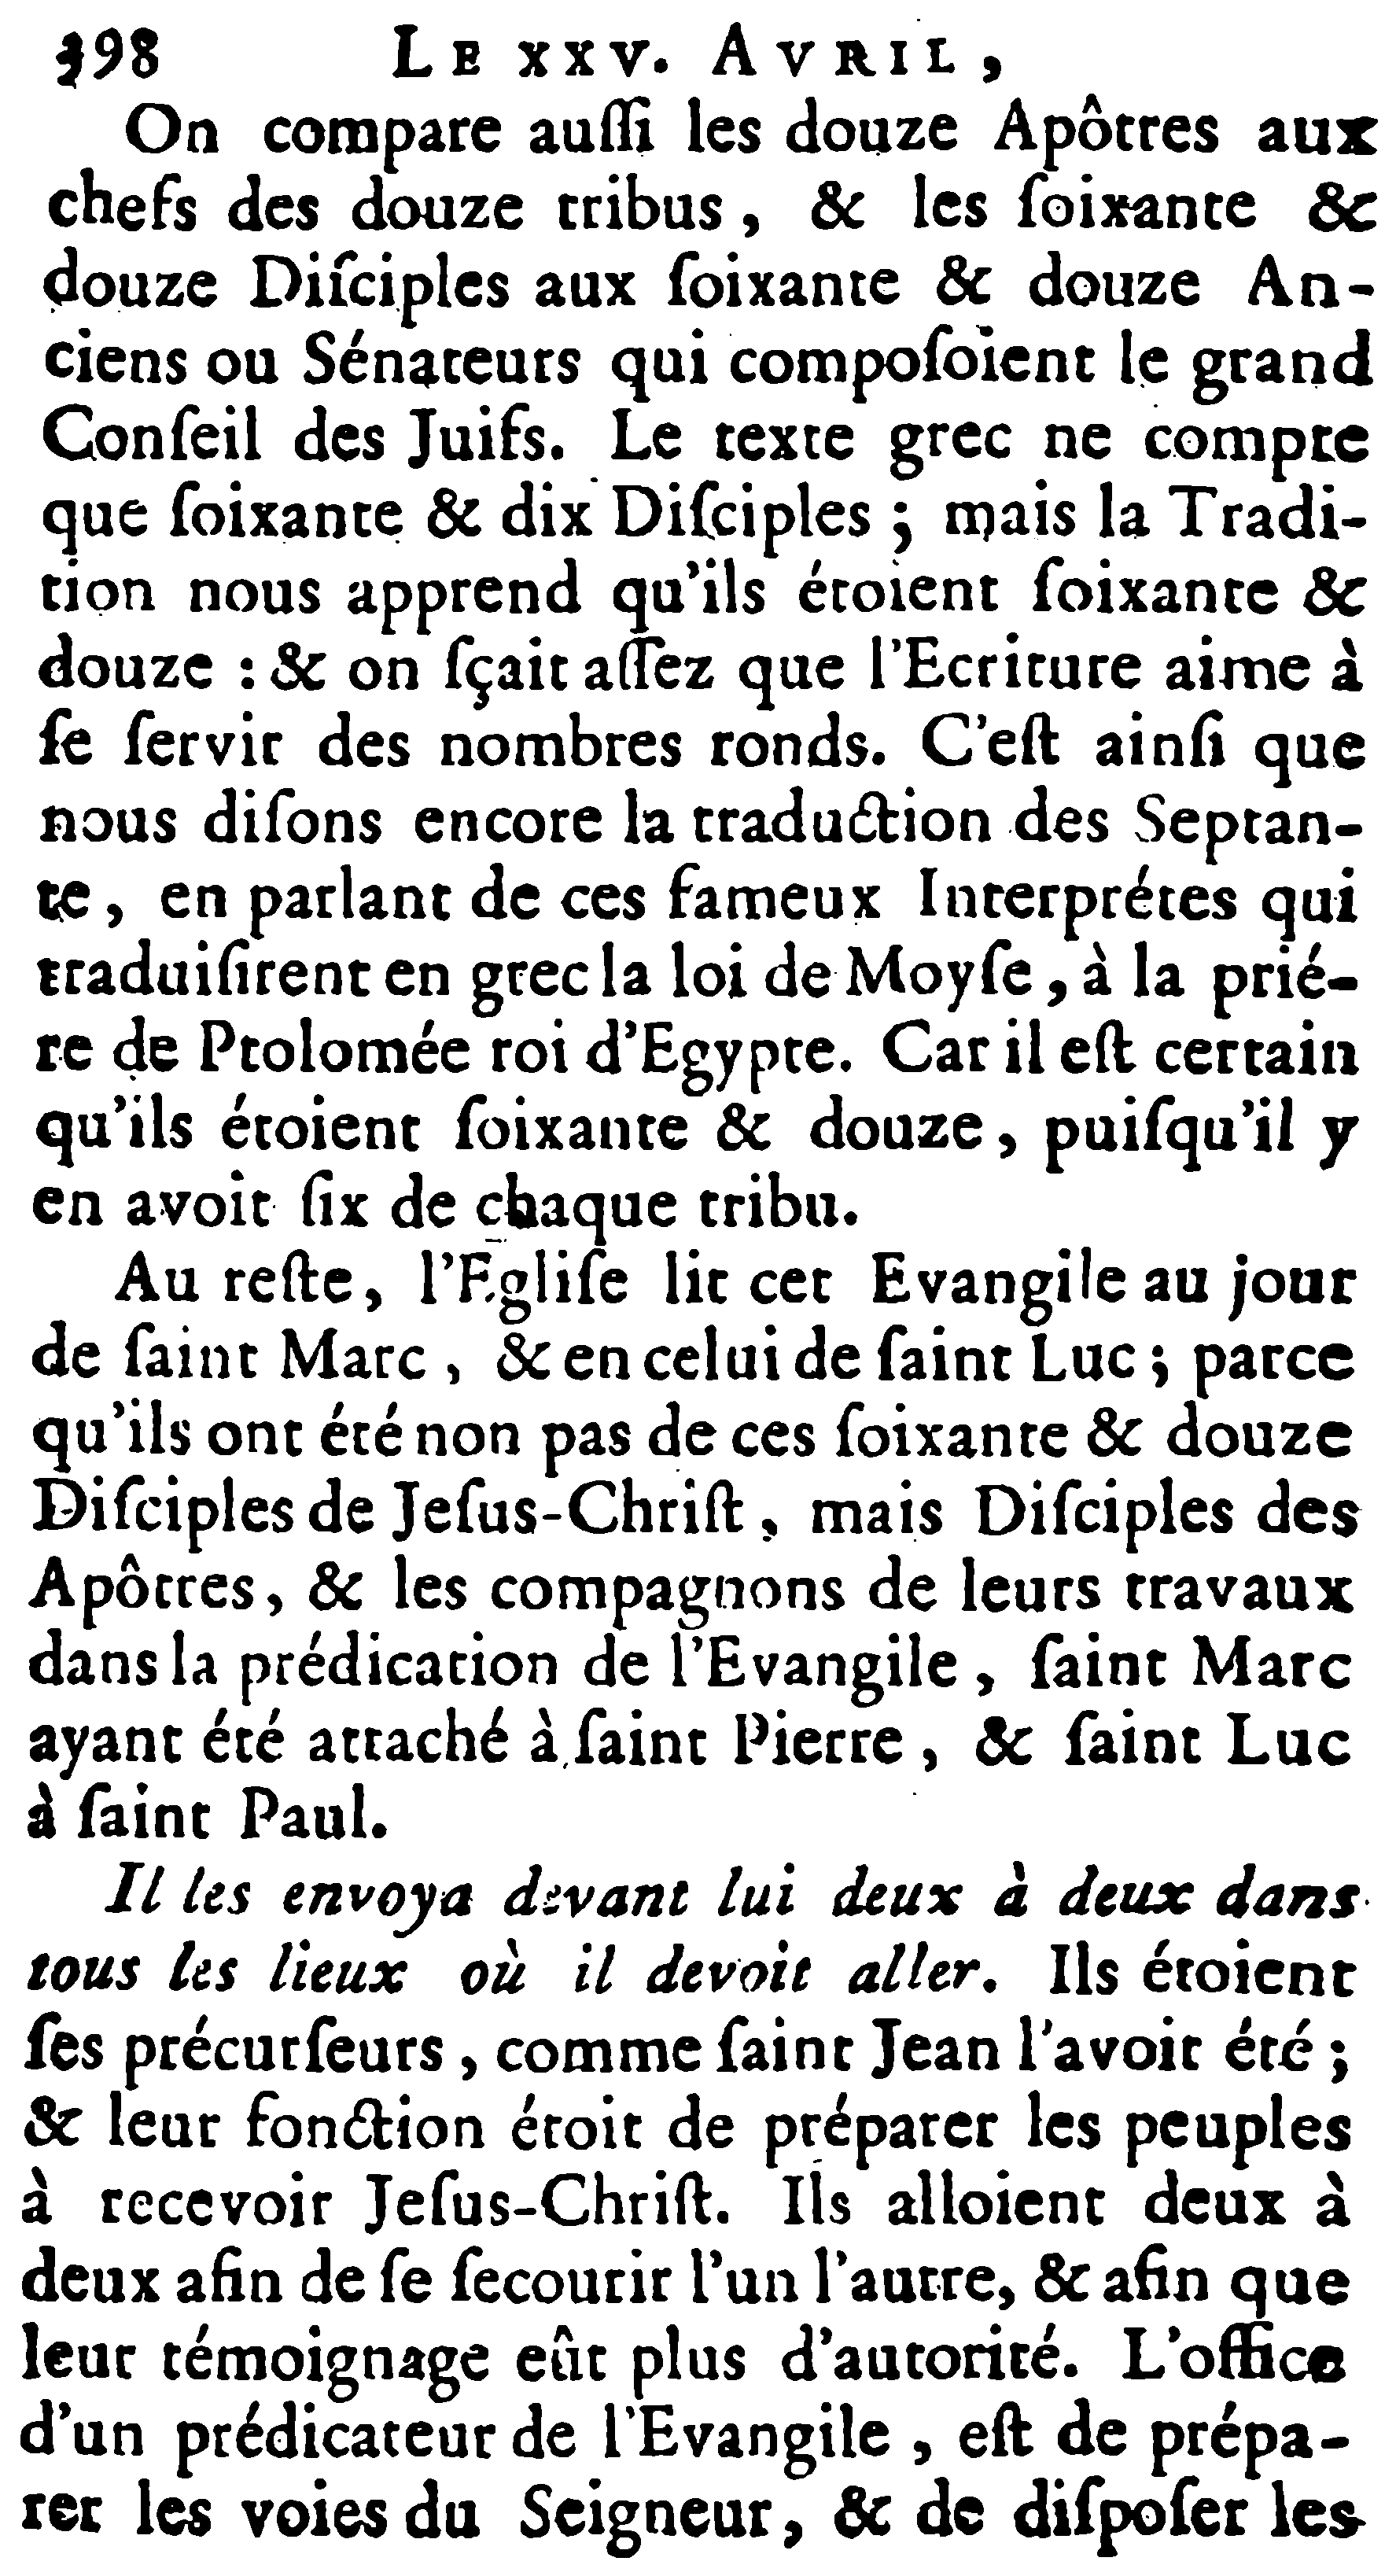 398 LE XXV. AVRIL,
On compare auſſi les douze Apôtres aux
chefs des douze tribus, & les ſoixante &
douze Diſciples aux ſoixante & douze An-
ciens ou Sénateurs qui compoſoient le grand
Conſeil des Juifs. Le texte grec ne compte
que ſoixante & dix Diſciples ; mais la Tradi-
tion nous apprend qu'ils étoient ſoixante &
douze : & on ſçait aſſez que l'Ecriture aime à
ſe ſervir des nombres ronds. C'eſt ainſi que
nous diſons encore la traduction des Septan-
te, en parlant de ces fameux Interprétes qui
traduiſirent en grec la loi de Moyſe, à la prié-
re de Ptolomée roi d'Egypte. Car il eſt certain
qu'ils étoient ſoixante & douze, puiſqu'il y
en avoit ſix de chaque tribu.
Au reſte, l'Egliſe lit cet Evangile au jour
de ſaint Marc, & en celui de ſaint Luc ; parce
qu'ils ont été non pas de ces ſoixante & douze
Diſciples de Jeſus-Chriſt, mais Diſciples des
Apôtres, & les compagnons de leurs travaux
dans la prédication de l'Evangile, ſaint Marc
ayant été attaché à ſaint Pierre, & ſaint Luc
à ſaint Paul.
Il les envoya devant lui deux à deux dans
tous les lieux où il devoit aller. Ils étoient
ſes précurſeurs, comme ſaint Jean l'avoit été ;
& leur fonction étoit de préparer les peuples
à recevoir Jeſus-Chriſt. Ils alloient deux à
deux afin de ſe ſecourir l'un l'autre, & afin que
leur témoignage eût plus d'autorité. L'office
d'un prédicateur de l'Evangile, eſt de prépa-
rer les voies du Seigneur, & de diſpoſer les